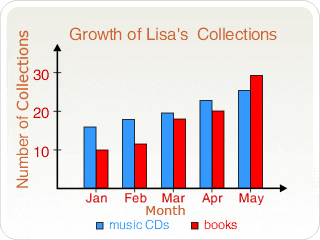 Growth of Lisa's Collections
Number of Collections
30
20
10
Jan Feb Mar Apr May
Month
music CDs books